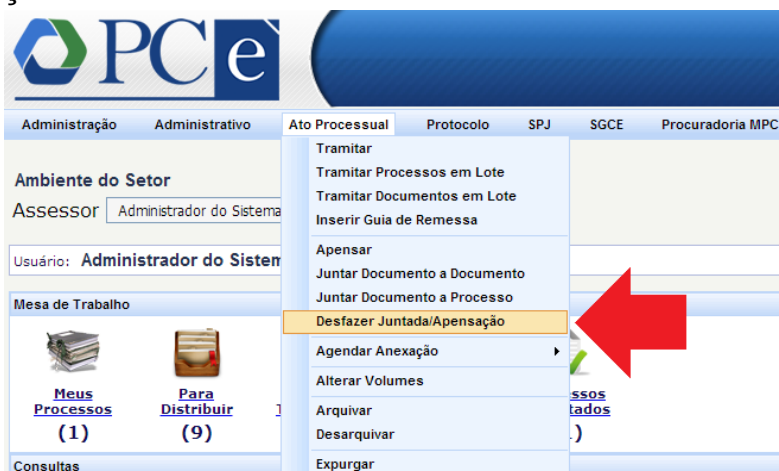 PCe
Administração Administrativo Ato Processual Protocolo SPJ SGCE Procuradoria MPC
Tramitar
Tramitar Processos em Lote
Tramitar Documentos em Lote
Inserir Guia de Remessa
Apensar
Juntar Documento a Documento
Juntar Documento a Processo
Desfazer Juntada/Apensação
Agendar Anexação
Alterar Volumes
Arquivar
Desarquivar
Expurgar
Ambiente do Setor
Assessor Administrador do Sistema
Usuário: Administrador do Sistem
Mesa de Trabalho
Meus Processos
(1)
Para Distribuir
(9)
Consultas